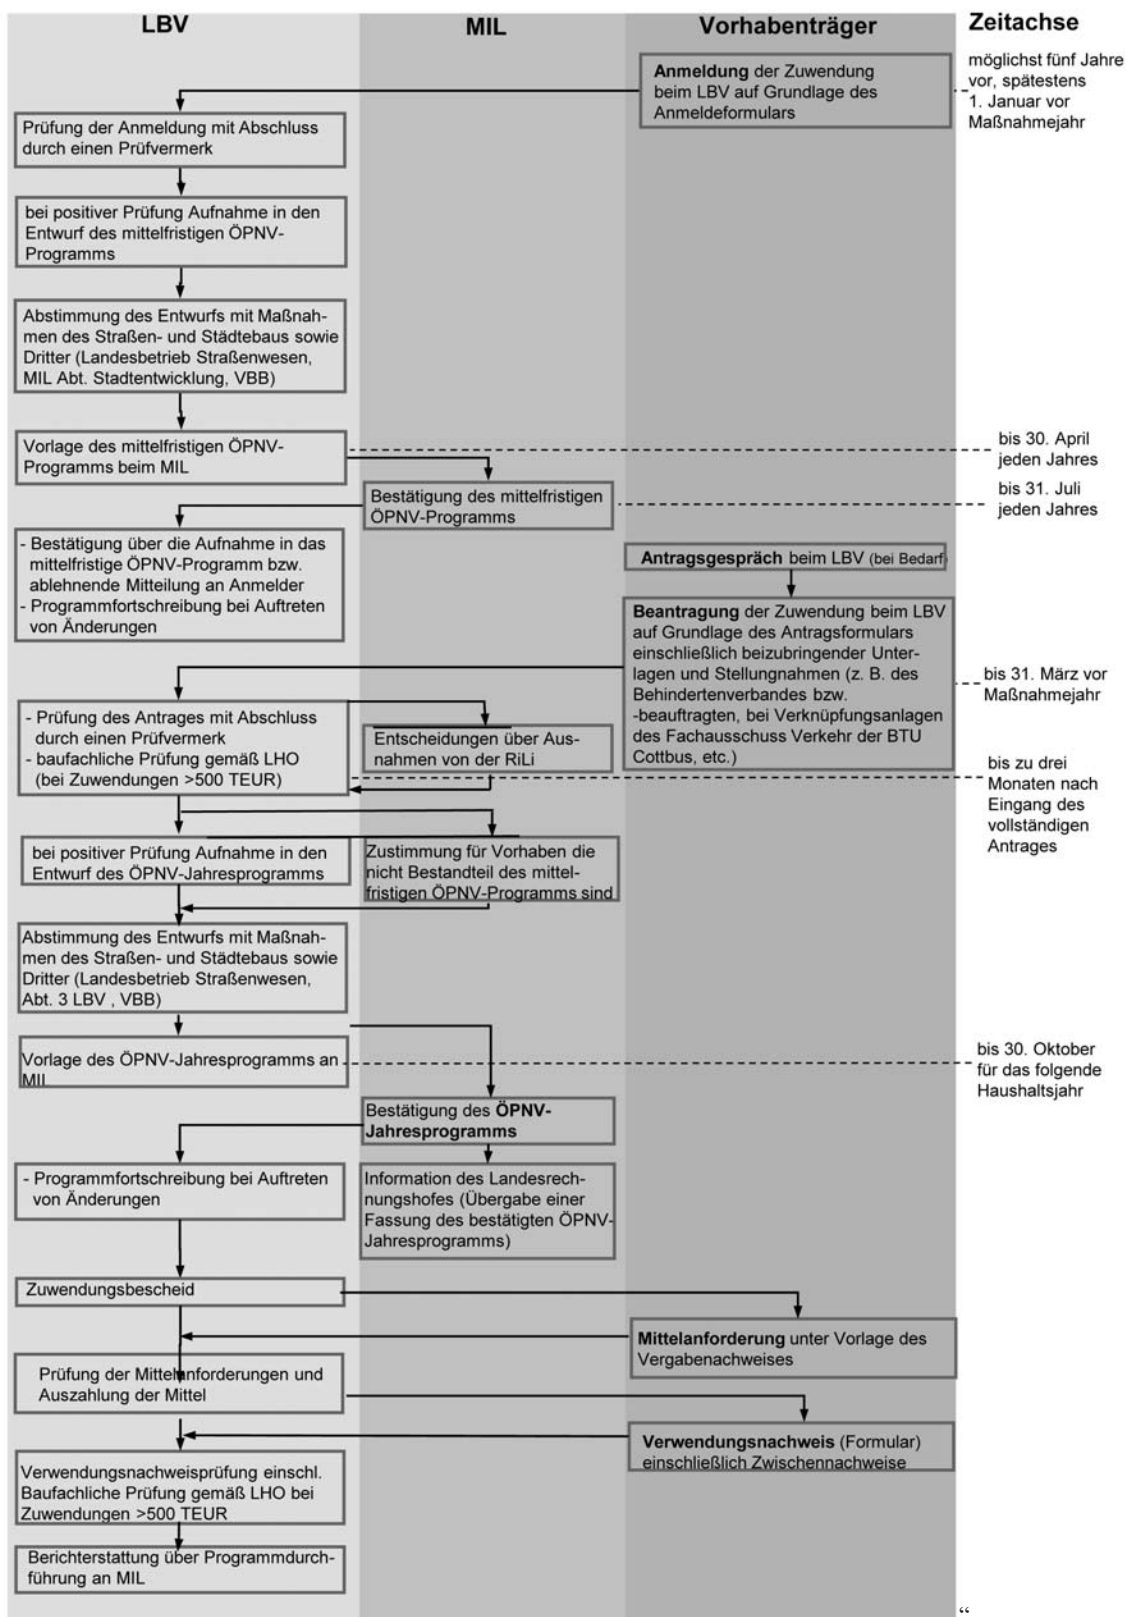 LBV
MIL
Vorhabenträger
Zeitachse
Anmeldung der Zuwendung
beim LBV auf Grundlage des
Anmeldeformulars
möglichst fünf Jahre
vor, spätestens
1. Januar vor
Maßnahmejahr
Prüfung der Anmeldung mit Abschluss
durch einen Prüfvermerk
bei positiver Prüfung Aufnahme in den
Entwurf des mittelfristigen ÖPNV-
Programms
Abstimmung des Entwurfs mit Maßnah-
men des Straßen- und Städtebaus sowie
Dritter (Landesbetrieb Straßenwesen,
MIL Abt. Stadtentwicklung, VBB)
Vorlage des mittelfristigen ÖPNV-
Programms beim MIL
bis 30. April
jeden Jahres
Bestätigung des mittelfristigen
ÖPNV-Programms
bis 31. Juli
jeden Jahres
- Bestätigung über die Aufnahme in das
mittelfristige ÖPNV-Programm bzw.
ablehnende Mitteilung an Anmelder
- Programmfortschreibung bei Auftreten
von Änderungen
Antragsgespräch beim LBV (bei Bedarf)
Beantragung der Zuwendung beim LBV
auf Grundlage des Antragsformulars
einschließlich beizubringender Unter-
lagen und Stellungnahmen (z. B. des
Behindertenverbandes bzw.
-beauftragten, bei Verknüpfungsanlagen
des Fachausschuss Verkehr der BTU
Cottbus, etc.)
bis 31. März vor
Maßnahmejahr
- Prüfung des Antrages mit Abschluss
durch einen Prüfvermerk
- baufachliche Prüfung gemäß LHO
(bei Zuwendungen >500 TEUR)
Entscheidungen über Aus-
nahmen von der RiLi
bis zu drei
Monaten nach
Eingang des
vollständigen
Antrages
bei positiver Prüfung Aufnahme in den
Entwurf des ÖPNV-Jahresprogramms
Zustimmung für Vorhaben die
nicht Bestandteil des mittel-
fristigen ÖPNV-Programms sind
Abstimmung des Entwurfs mit Maßnah-
men des Straßen- und Städtebaus sowie
Dritter (Landesbetrieb Straßenwesen,
Abt. 3 LBV , VBB)
Vorlage des ÖPNV-Jahresprogramms an
MIL
bis 30. Oktober
für das folgende
Haushaltsjahr
Bestätigung des ÖPNV-
Jahresprogramms
- Programmfortschreibung bei Auftreten
von Änderungen
Information des Landesrech-
nungshofes (Übergabe einer
Fassung des bestätigten ÖPNV-
Jahresprogramms)
Zuwendungsbescheid
Mittelanforderung unter Vorlage des
Vergabenachweises
Prüfung der Mittelanforderungen und
Auszahlung der Mittel
Verwendungsnachweis (Formular)
einschließlich Zwischennachweise
Verwendungsnachweisprüfung einschl.
Baufachliche Prüfung gemäß LHO bei
Zuwendungen >500 TEUR
Berichterstattung über Programmdurch-
führung an MIL
“